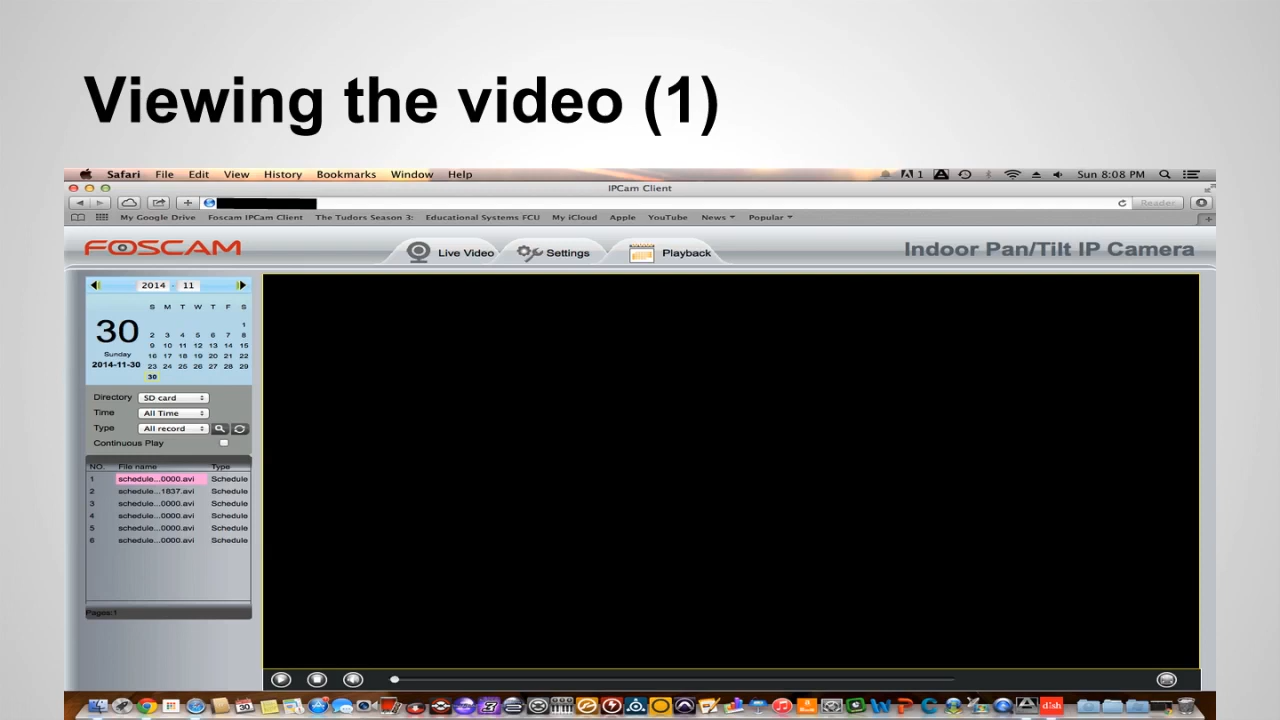 Viewing the video (1)
Safari File Edit View History Bookmarks Window Help
1 Sun 8:08 PM
IPCam Client
Reader
My Google Drive Foscam IPCam Client The Tudors Season 3: Educational Systems FCU My iCloud Apple YouTube News Popular
FOSCAM Live Video Settings Playback Indoor Pan/Tilt IP Camera
2014 - 11
S M T W T F S
1
2 3 4 5 6 7 8
9 10 11 12 13 14 15
16 17 18 19 20 21 22
23 24 25 26 27 28 29
30
30
Sunday
2014-11-30
Directory SD card
Time All Time
Type All record
Continuous Play
NO. File name Type
1 schedule...0000.avi Schedule
2 schedule...1837.avi Schedule
3 schedule...0000.avi Schedule
4 schedule...0000.avi Schedule
5 schedule...0000.avi Schedule
6 schedule...0000.avi Schedule
Pages:1
30
dish